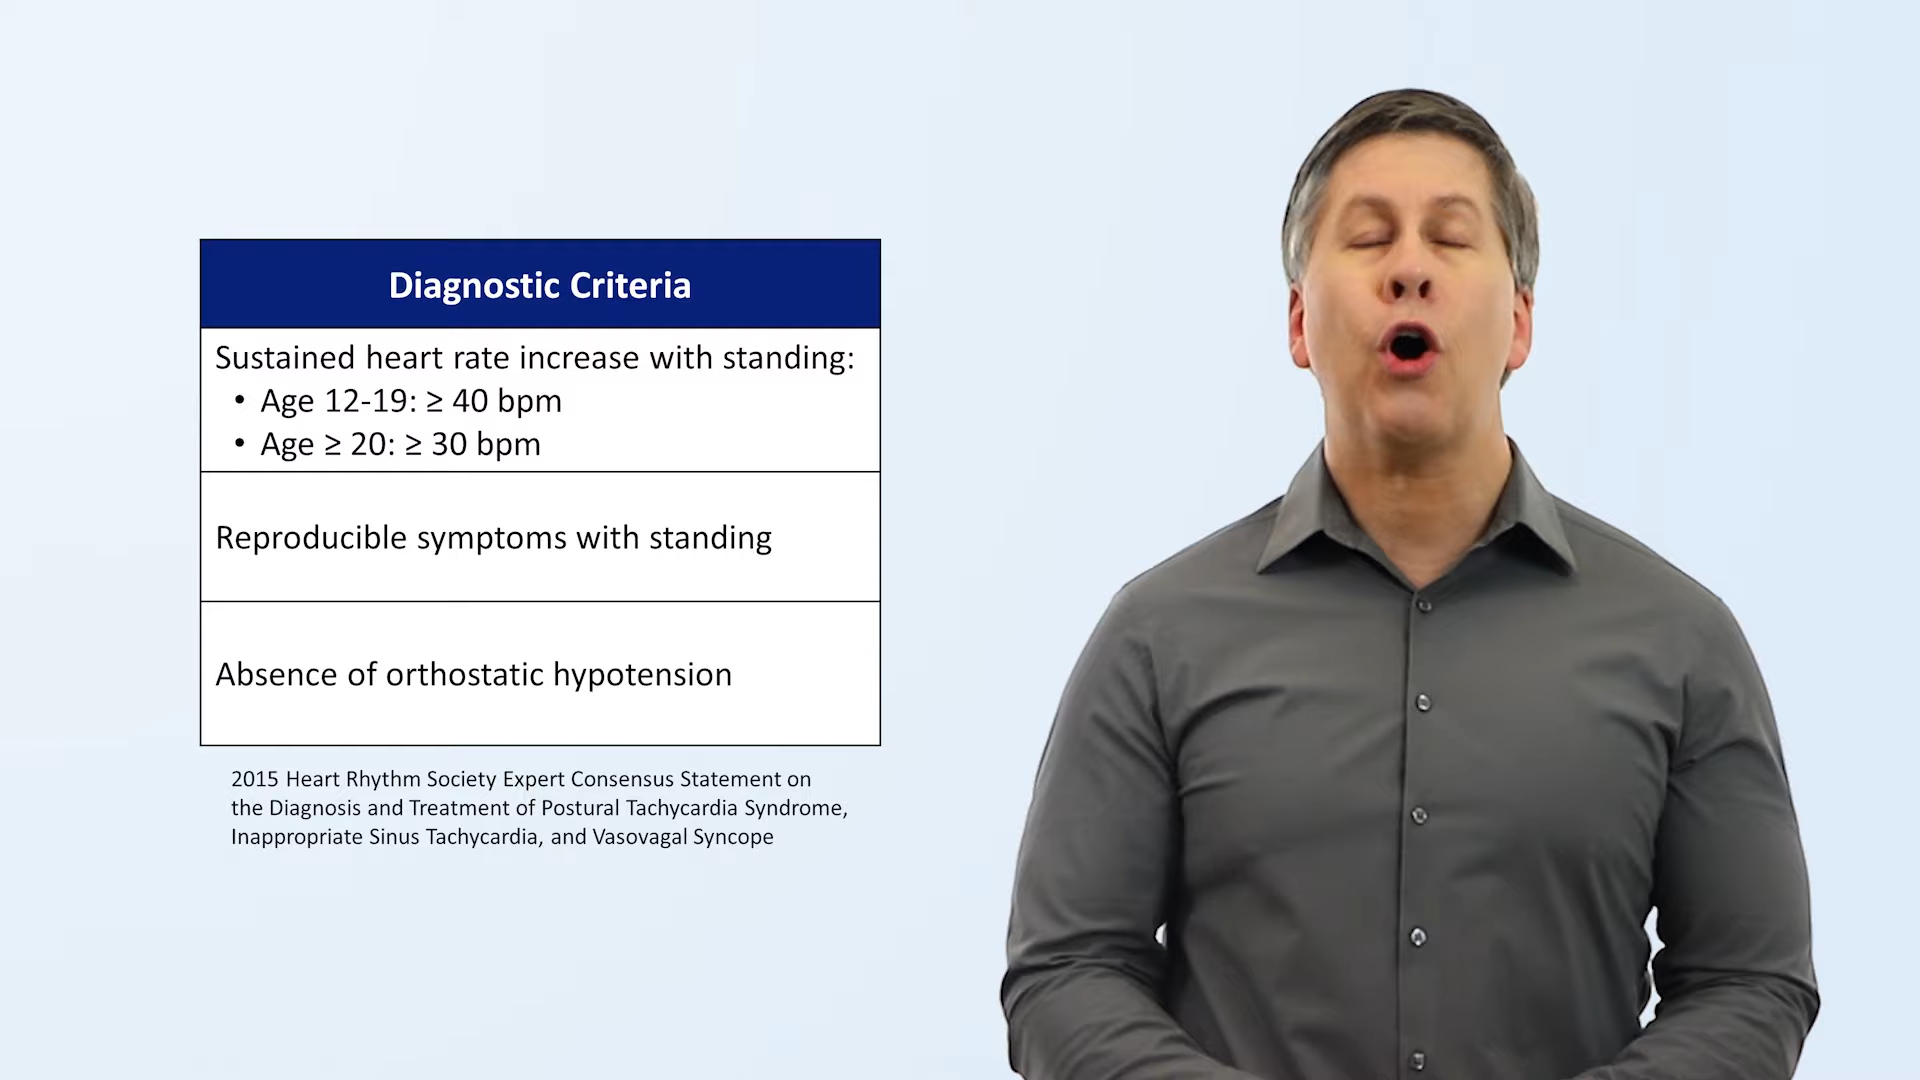 Diagnostic Criteria
Sustained heart rate increase with standing:
• Age 12-19: ≥ 40 bpm
• Age ≥ 20: ≥ 30 bpm
Reproducible symptoms with standing
Absence of orthostatic hypotension
2015 Heart Rhythm Society Expert Consensus Statement on
the Diagnosis and Treatment of Postural Tachycardia Syndrome,
Inappropriate Sinus Tachycardia, and Vasovagal Syncope